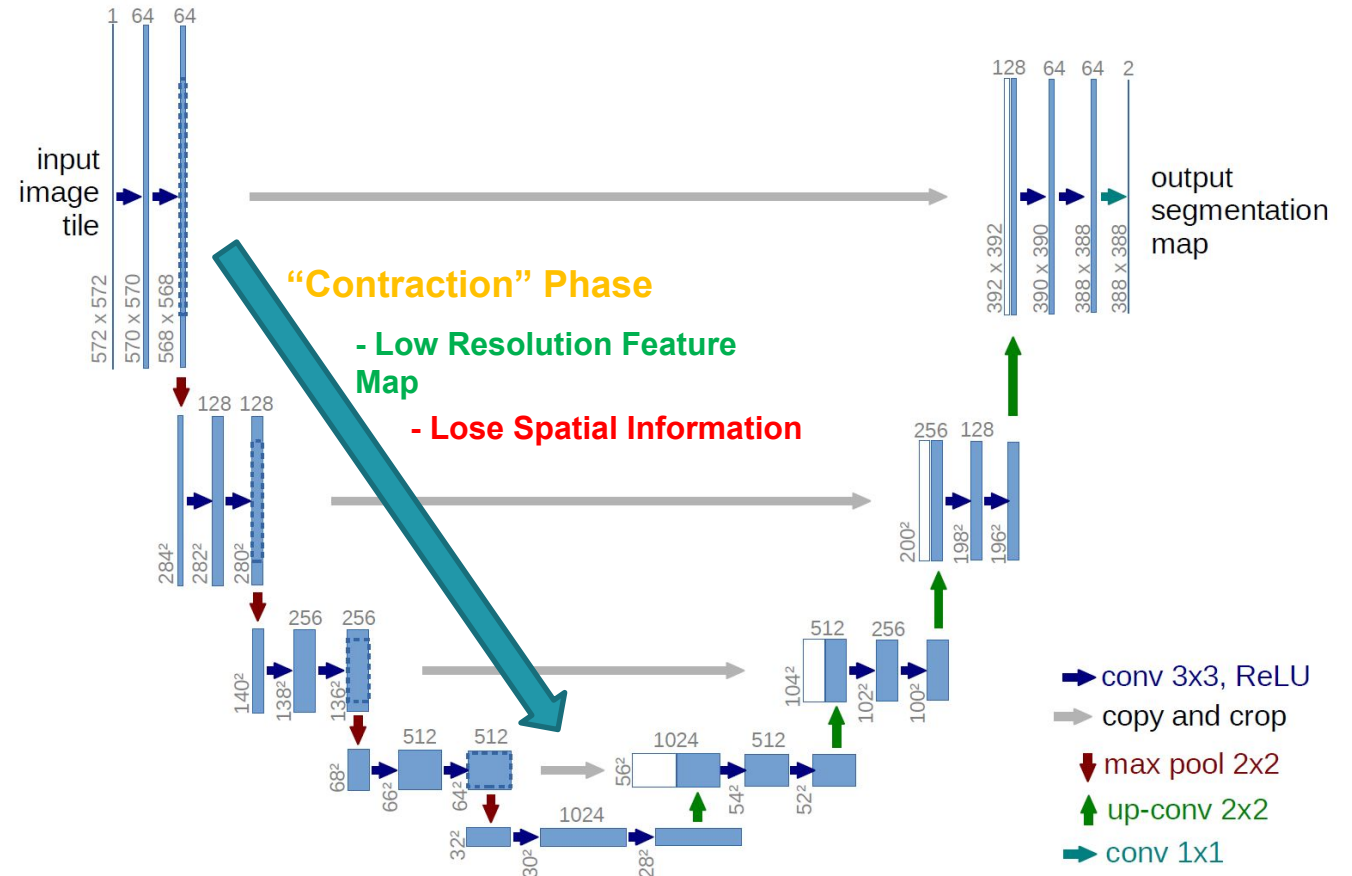 1 64 64
input
image
tile
572 x 572
570 x 570
568 x 568
128 64 64 2
output
segmentation
map
392 x 392
390 x 390
388 x 388
388 x 388
“Contraction” Phase
- Low Resolution Feature
Map
- Lose Spatial Information
128 128
284²
282²
280²
256 128
200²
198²
196²
256 256
140²
138²
136²
512 256
104²
102²
100²
512 512
68²
66²
64²
1024 512
56²
54²
52²
1024
32²
30²
28²
conv 3x3, ReLU
copy and crop
max pool 2x2
up-conv 2x2
conv 1x1